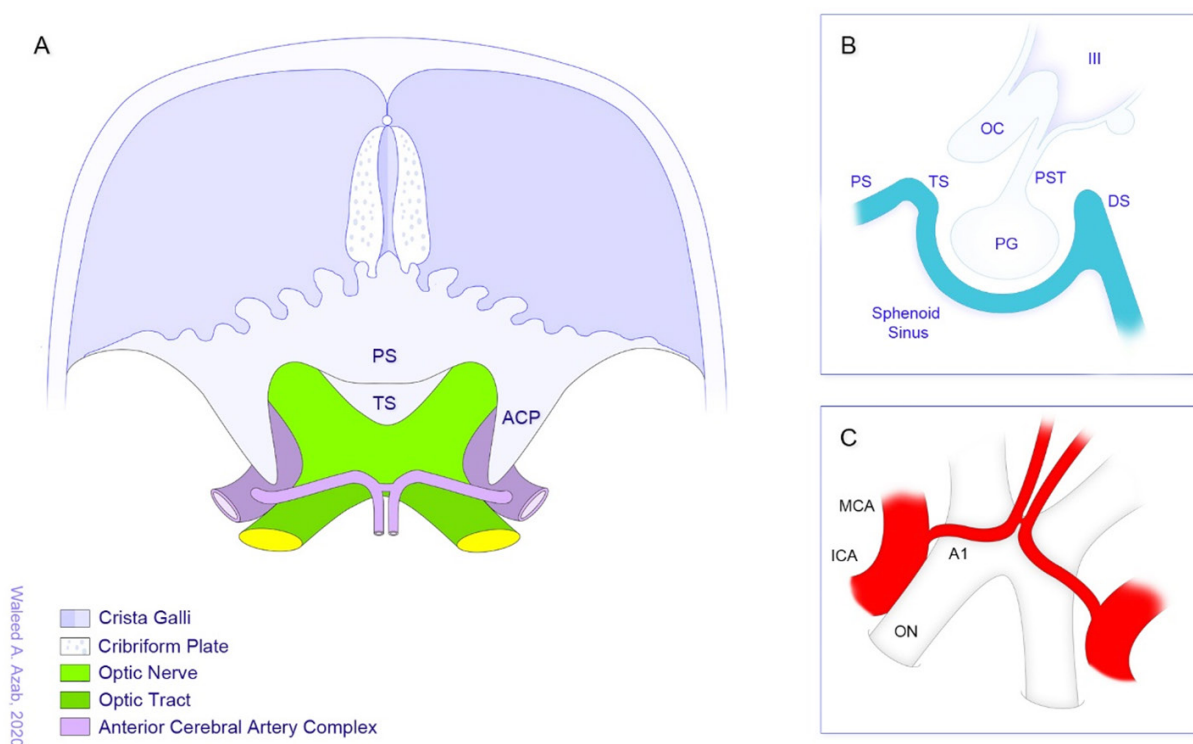 A
PS
TS
ACP
Crista Galli
Cribriform Plate
Optic Nerve
Optic Tract
Anterior Cerebral Artery Complex
Waleed A. Azab, 2020
B
III
OC
PS
TS
PST
DS
PG
Sphenoid
Sinus
C
MCA
ICA
A1
ON